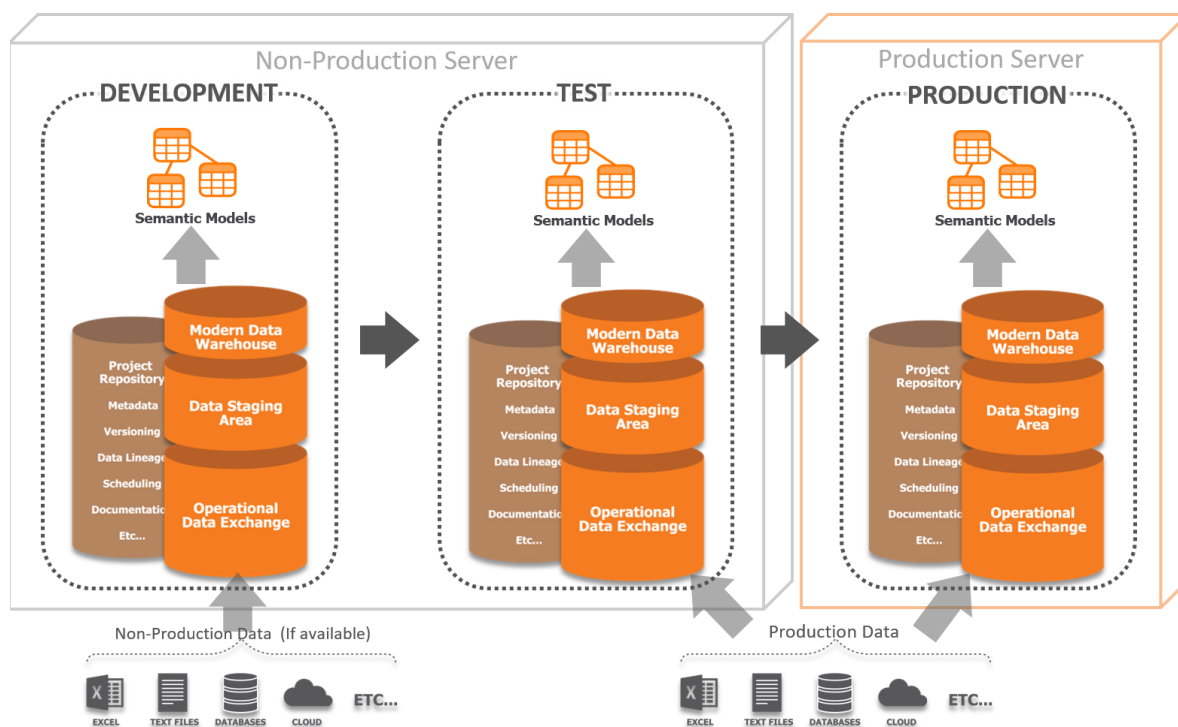 Non-Production Server
Production Server
DEVELOPMENT
TEST
PRODUCTION
Semantic Models
Semantic Models
Semantic Models
Project
Repository
Metadata
Versioning
Data Lineage
Scheduling
Documentatio
Etc...
Modern Data
Warehouse
Data Staging
Area
Operational
Data Exchange
Project
Repository
Metadata
Versioning
Data Lineage
Scheduling
Documentatio
Etc...
Modern Data
Warehouse
Data Staging
Area
Operational
Data Exchange
Project
Repository
Metadata
Versioning
Data Lineage
Scheduling
Documentatio
Etc...
Modern Data
Warehouse
Data Staging
Area
Operational
Data Exchange
Non-Production Data (If available)
X
EXCEL
TEXT FILES
DATABASES
CLOUD
ETC...
Production Data
X
EXCEL
TEXT FILES
DATABASES
CLOUD
ETC...